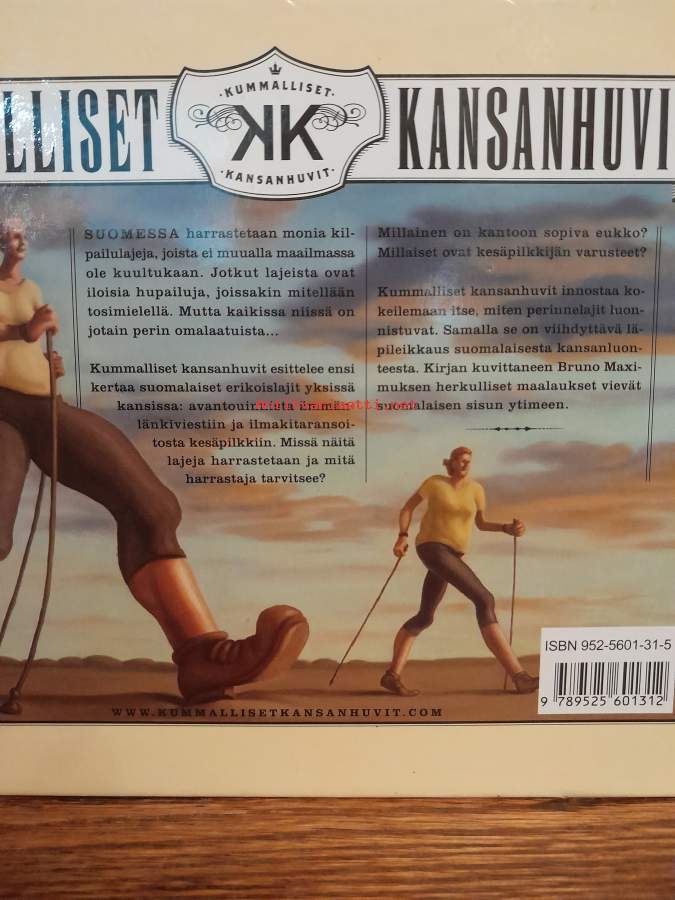 LLISET KANSANHUVI
·KUMMALLISET·
KK
·KANSANHUVIT·
SUOMESSA harrastetaan monia kil-
pailulajeja, joista ei muualla maailmassa
ole kuultukaan. Jotkut lajeista ovat
iloisia hupailuja, joissakin mitellään
tosimielellä. Mutta kaikissa niissä on
jotain perin omalaatuista...
Kummalliset kansanhuvit esittelee ensi
kertaa suomalaiset erikoislajit yksissä
kansissa: avantouinnista emman-
länkiviestiin ja ilmakitaransoi-
tosta kesäpilkkiin. Missä näitä
lajeja harrastetaan ja mitä
harrastaja tarvitsee?
Millainen on kantoon sopiva eukko?
Millaiset ovat kesäpilkkijän varusteet?
Kummalliset kansanhuvit innostaa ko-
keilemaan itse, miten perinnelajit luon-
nistuvat. Samalla se on viihdyttävä lä-
pileikkaus suomalaisesta kansanluon-
teesta. Kirjan kuvittaneen Bruno Maxi-
muksen herkulliset maalaukset vievät
suomalaisen sisun ytimeen.
ISBN 952-5601-31-5
9 789525 601312
WWW.KUMMALLISETKANSANHUVIT.COM